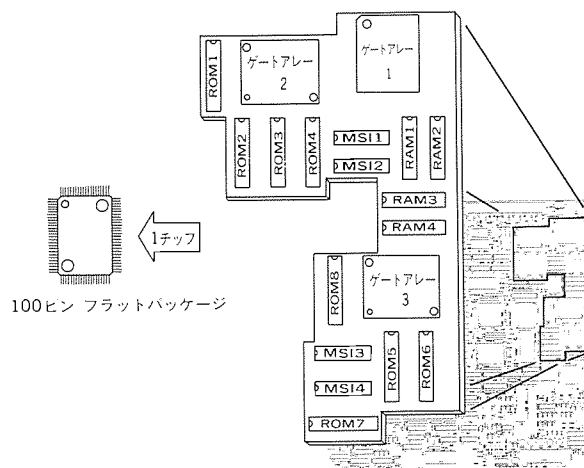 ROM1
ゲートアレー
2
ゲートアレー
1
ROM2
ROM3
ROM4
MSI1
MSI2
RAM1
RAM2
RAM3
RAM4
1チップ
100ピン フラットパッケージ
ROM8
ゲートアレー
3
MSI3
MSI4
ROM5
ROM6
ROM7